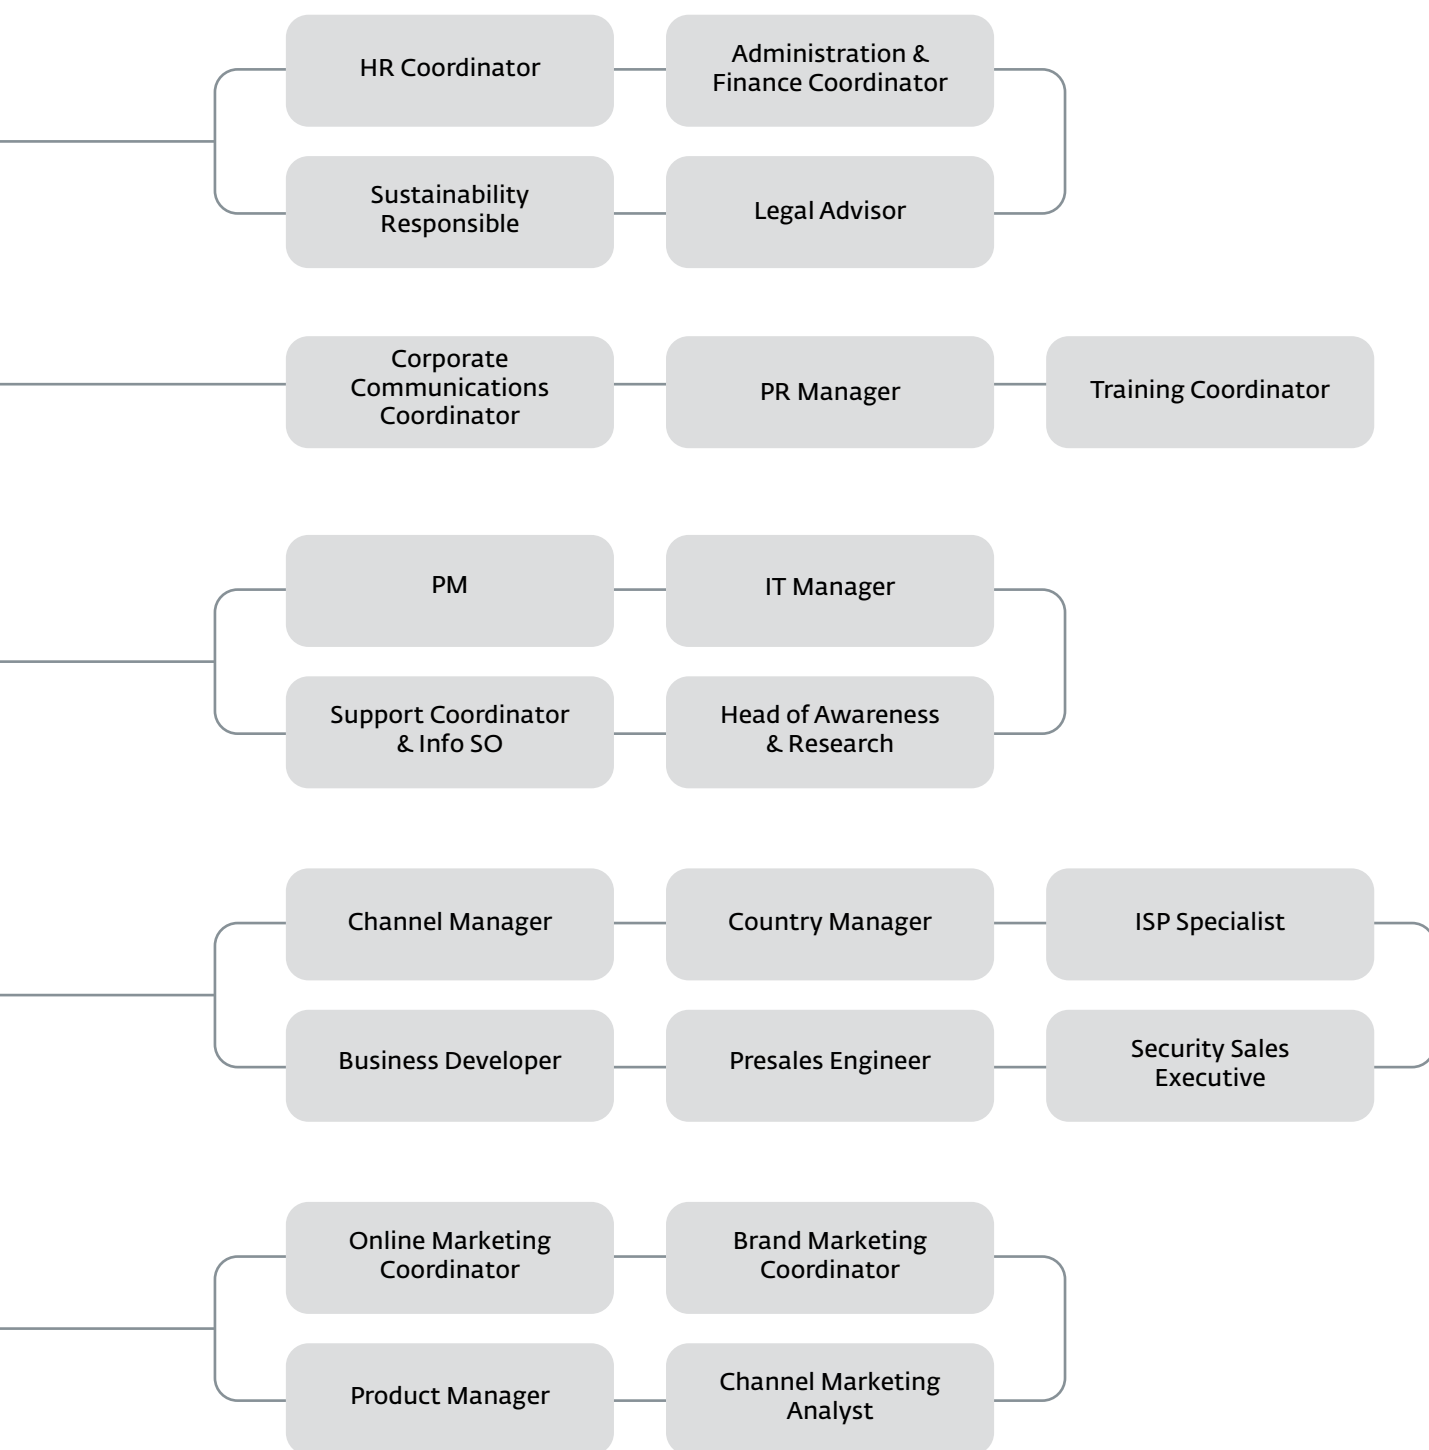 HR Coordinator
Administration &
Finance Coordinator
Sustainability
Responsible
Legal Advisor
Corporate
Communications
Coordinator
PR Manager
Training Coordinator
PM
IT Manager
Support Coordinator
& Info SO
Head of Awareness
& Research
Channel Manager
Country Manager
ISP Specialist
Business Developer
Presales Engineer
Security Sales
Executive
Online Marketing
Coordinator
Brand Marketing
Coordinator
Product Manager
Channel Marketing
Analyst